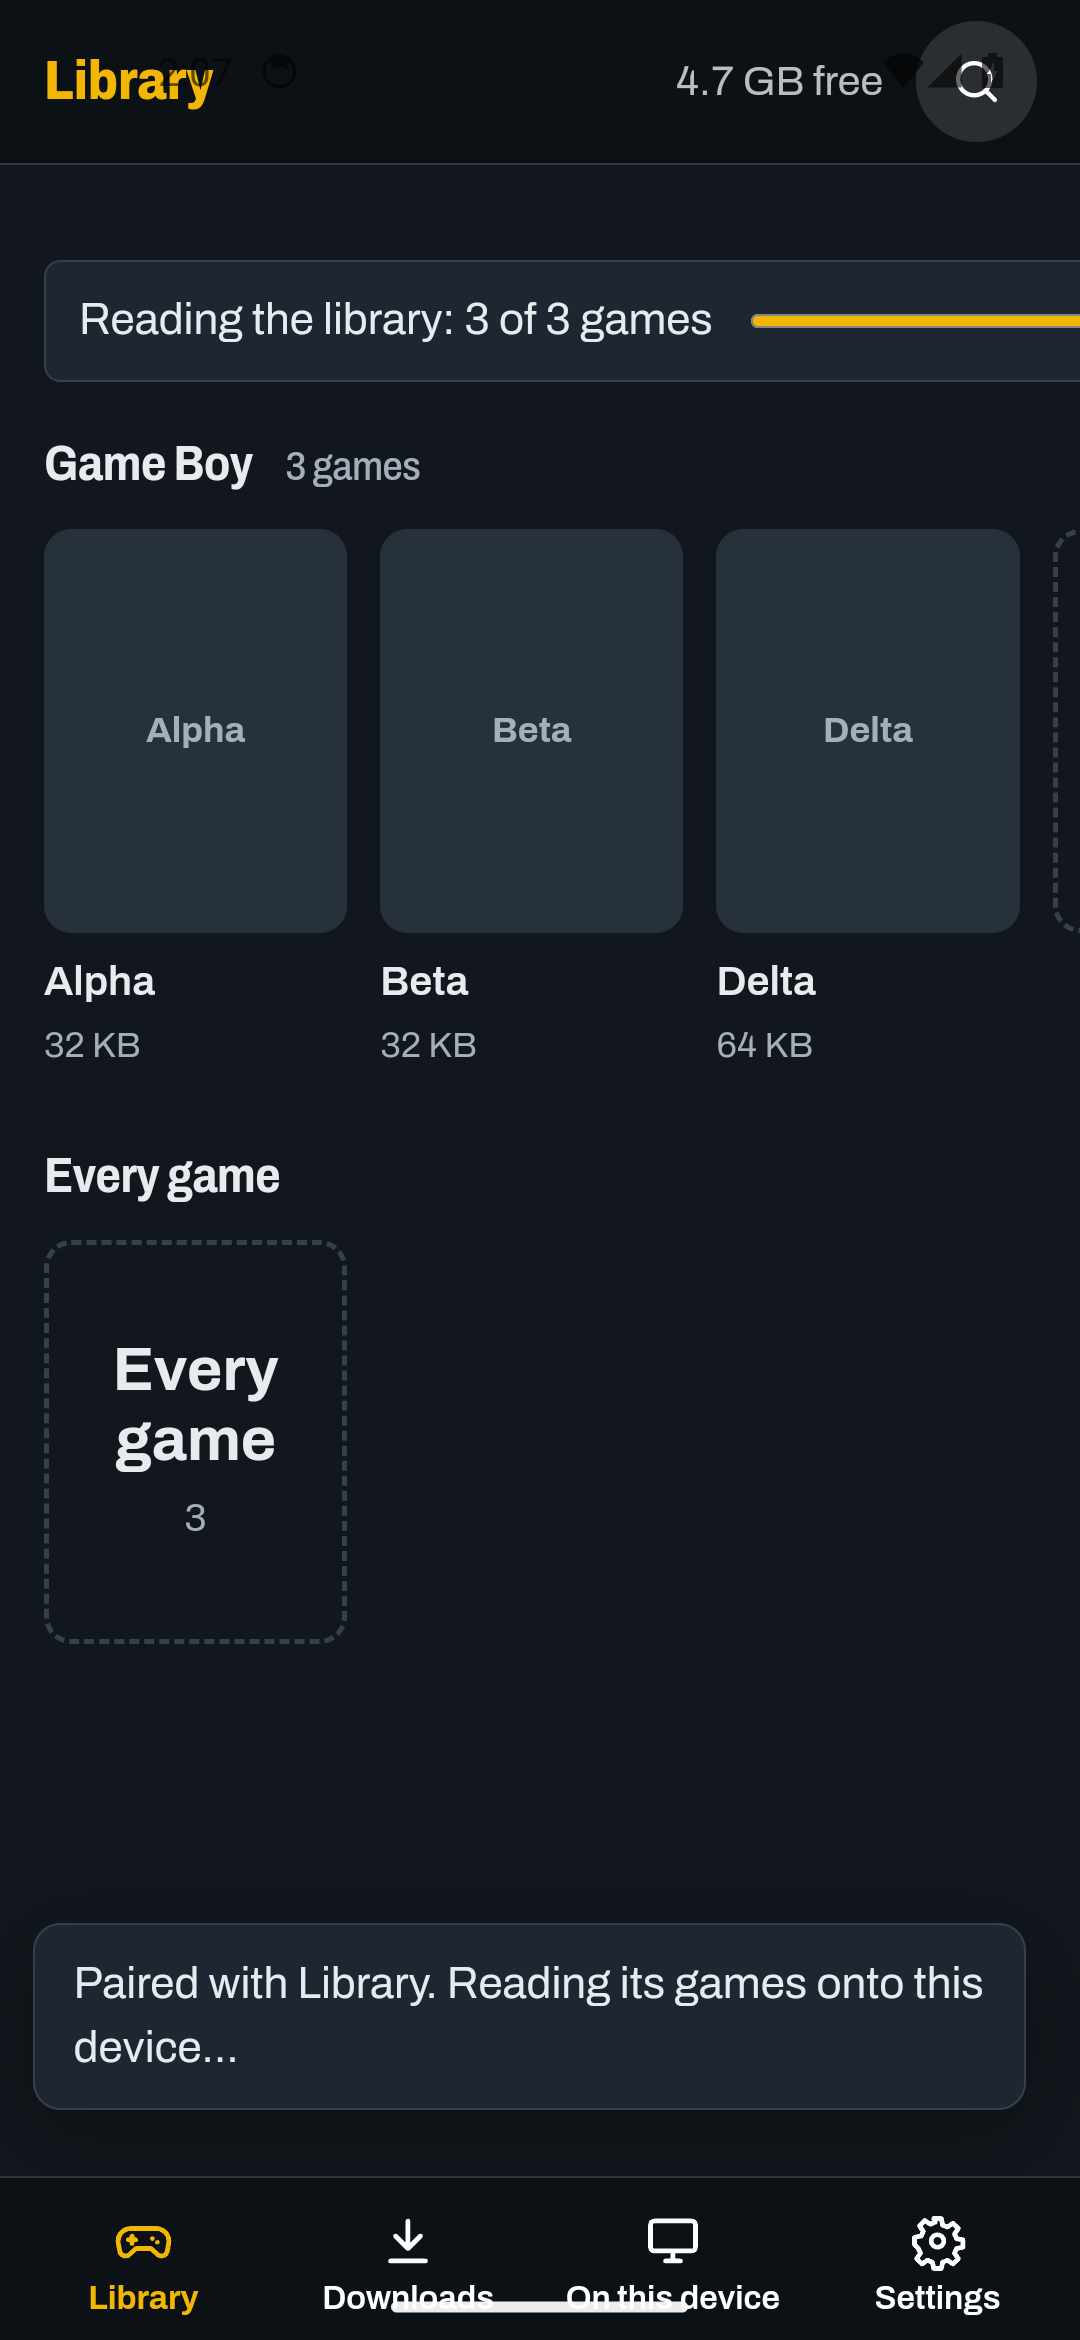 Library
2:07
4.7 GB free
Reading the library: 3 of 3 games
Game Boy 3 games
Alpha
Beta
Delta
Alpha
Beta
Delta
32 KB
32 KB
64 KB
Every game
Every
game
3
Paired with Library. Reading its games onto this
device...
Library
Downloads
On this device
Settings